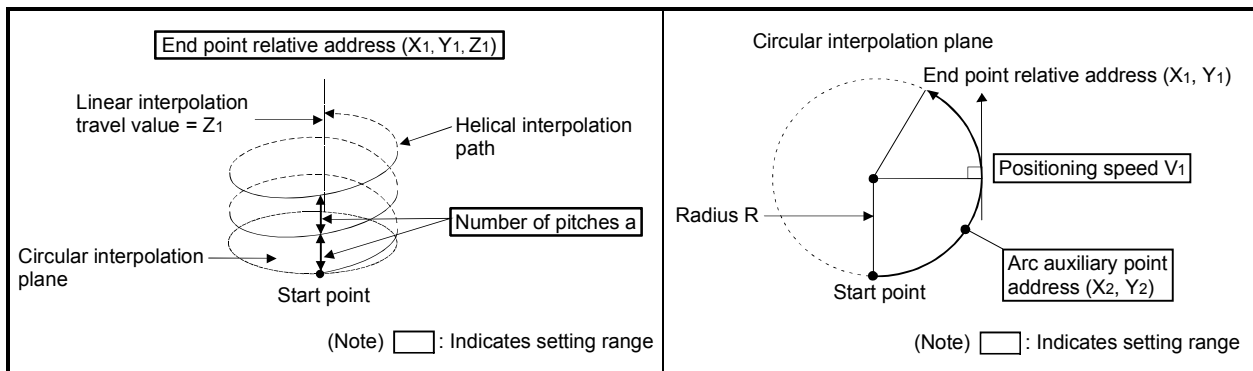 End point relative address (X1, Y1, Z1)
Linear interpolation
travel value = Z1
Helical interpolation
path
Number of pitches a
Circular interpolation
plane
Start point
(Note) : Indicates setting range
Circular interpolation plane
End point relative address (X1, Y1)
Positioning speed V1
Radius R
Arc auxiliary point
address (X2, Y2)
Start point
(Note) : Indicates setting range